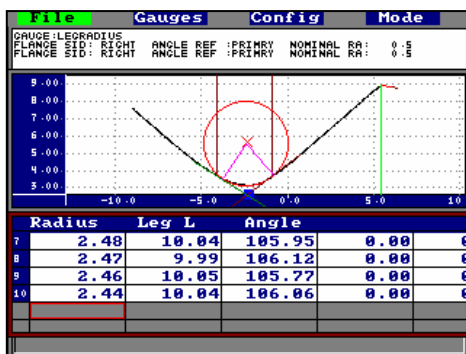 File Gauges Config Mode
GAUGE:LEGRADIUS
FLANGE SID: RIGHT ANGLE REF :PRIMRY NOMINAL RA: 0.5
FLANGE SID: RIGHT ANGLE REF :PRIMRY NOMINAL RA: 0.5
9.00
8.00
7.00
6.00
5.00
4.00
3.00
-10.0 -5.0 0.0 5.0 10
Radius Leg L Angle
7 2.48 10.04 105.95 0.00
8 2.47 9.99 106.12 0.00
9 2.46 10.05 105.77 0.00
10 2.44 10.04 106.06 0.00